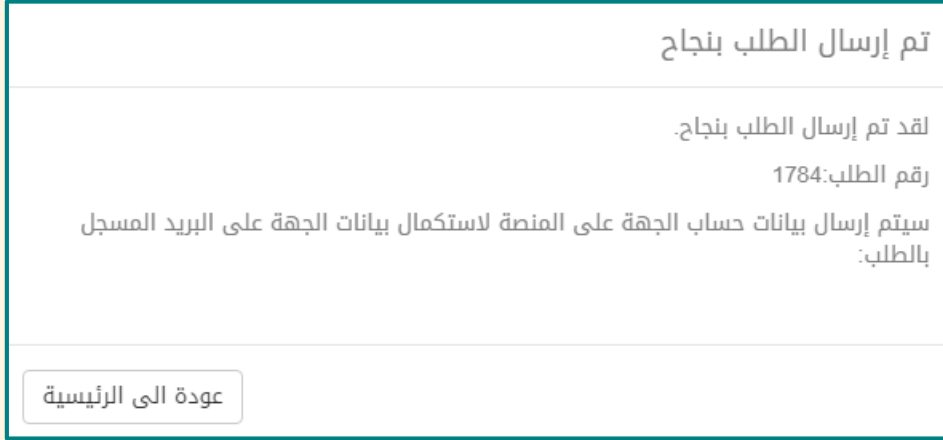 تم إرسال الطلب بنجاح
لقد تم إرسال الطلب بنجاح.
رقم الطلب:1784
سيتم إرسال بيانات حساب الجهة على المنصة لاستكمال بيانات الجهة على البريد المسجل
بالطلب:
عودة الى الرئيسية